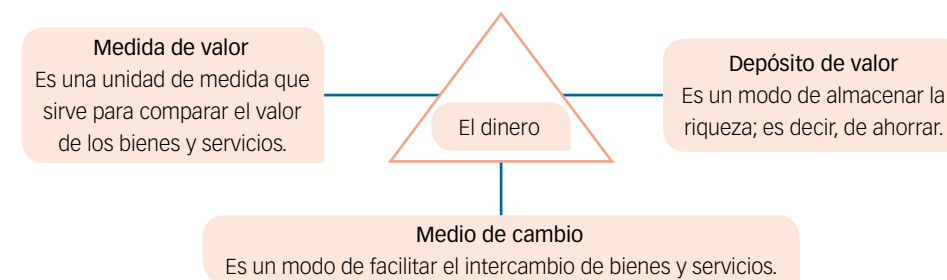 Medida de valor
Es una unidad de medida que
sirve para comparar el valor
de los bienes y servicios.
El dinero
Depósito de valor
Es un modo de almacenar la
riqueza; es decir, de ahorrar.
Medio de cambio
Es un modo de facilitar el intercambio de bienes y servicios.